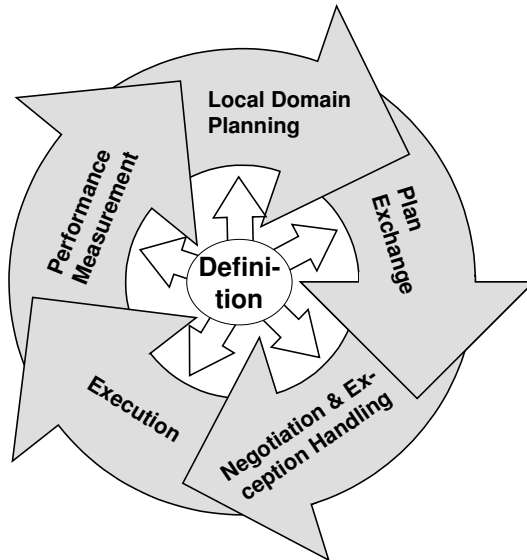 Local Domain
Planning
Plan
Exchange
Negotiation & Ex-
ception Handling
Execution
Performance
Measurement
Defini-
tion